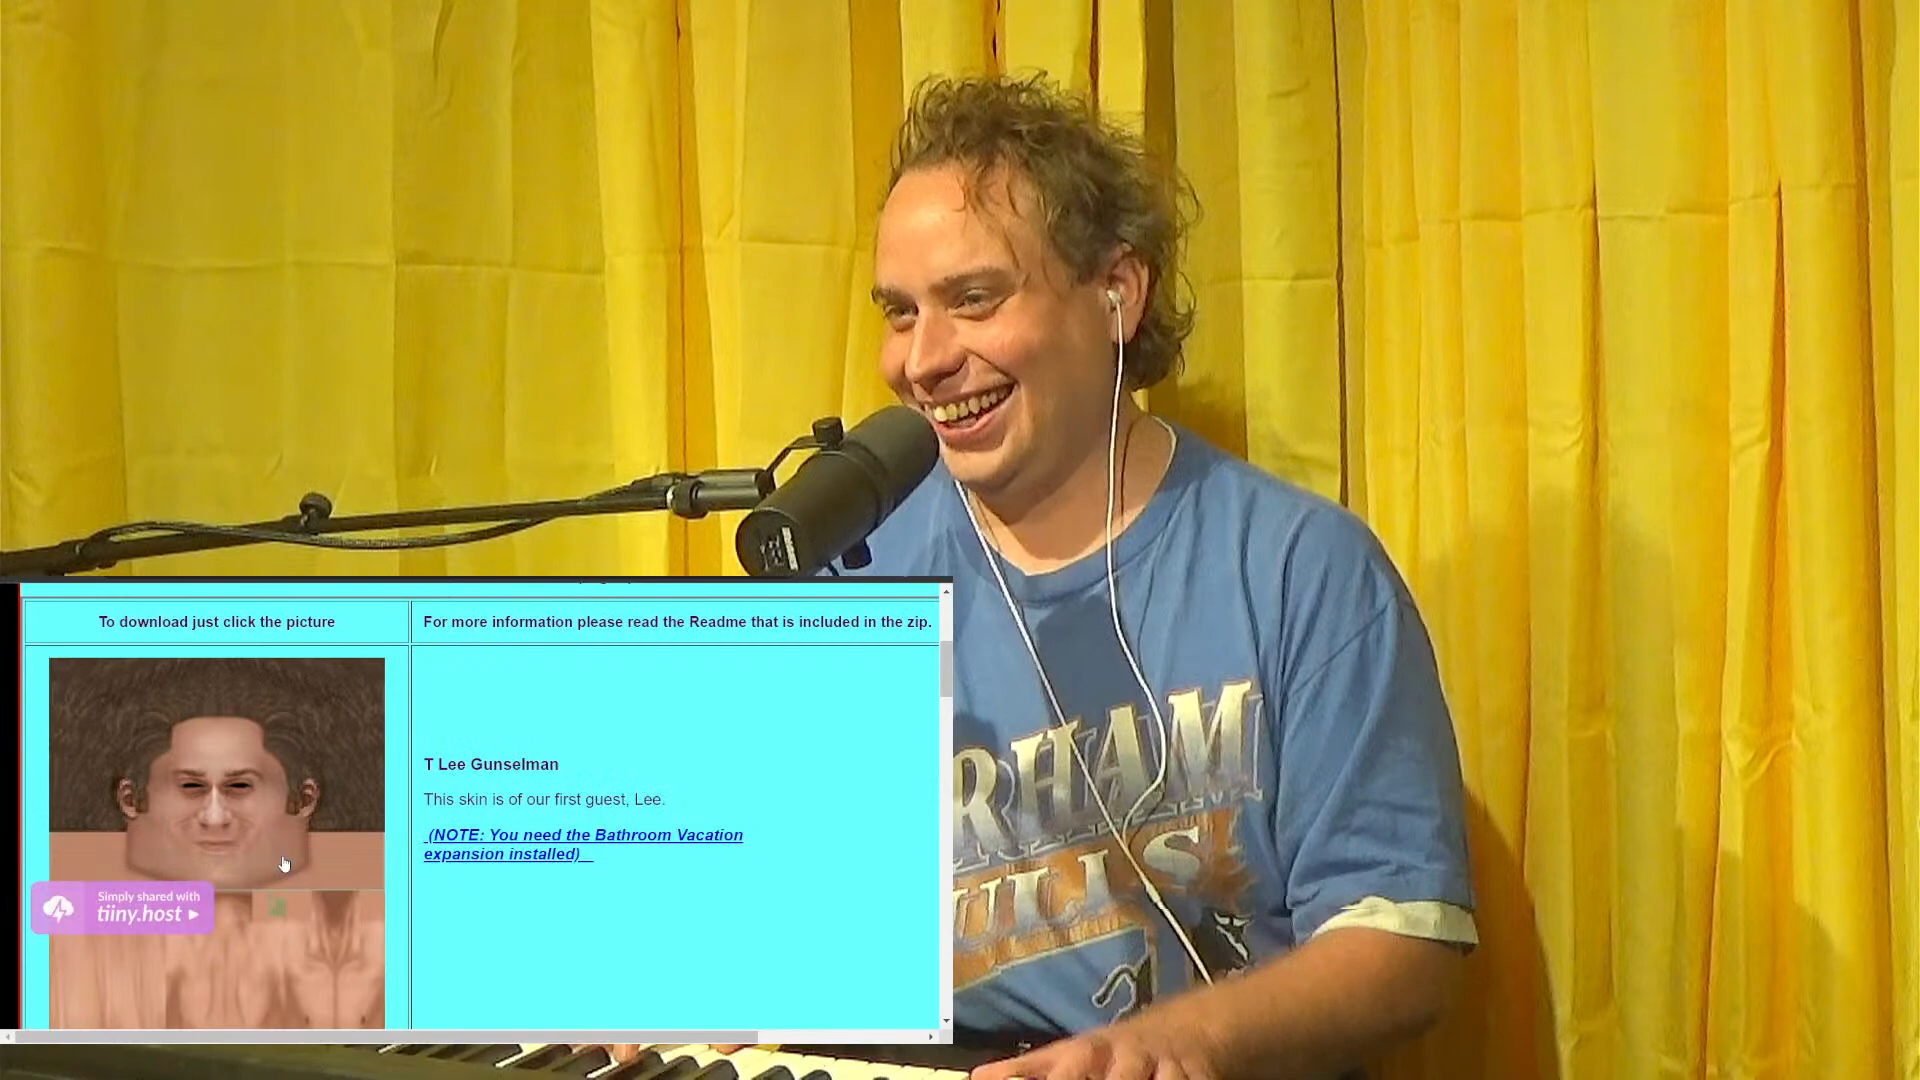 To download just click the picture
For more information please read the Readme that is included in the zip.
T Lee Gunselman
This skin is of our first guest, Lee.
(NOTE: You need the Bathroom Vacation
expansion installed)
Simply shared with
tiiny.host
RHAM
ULLS